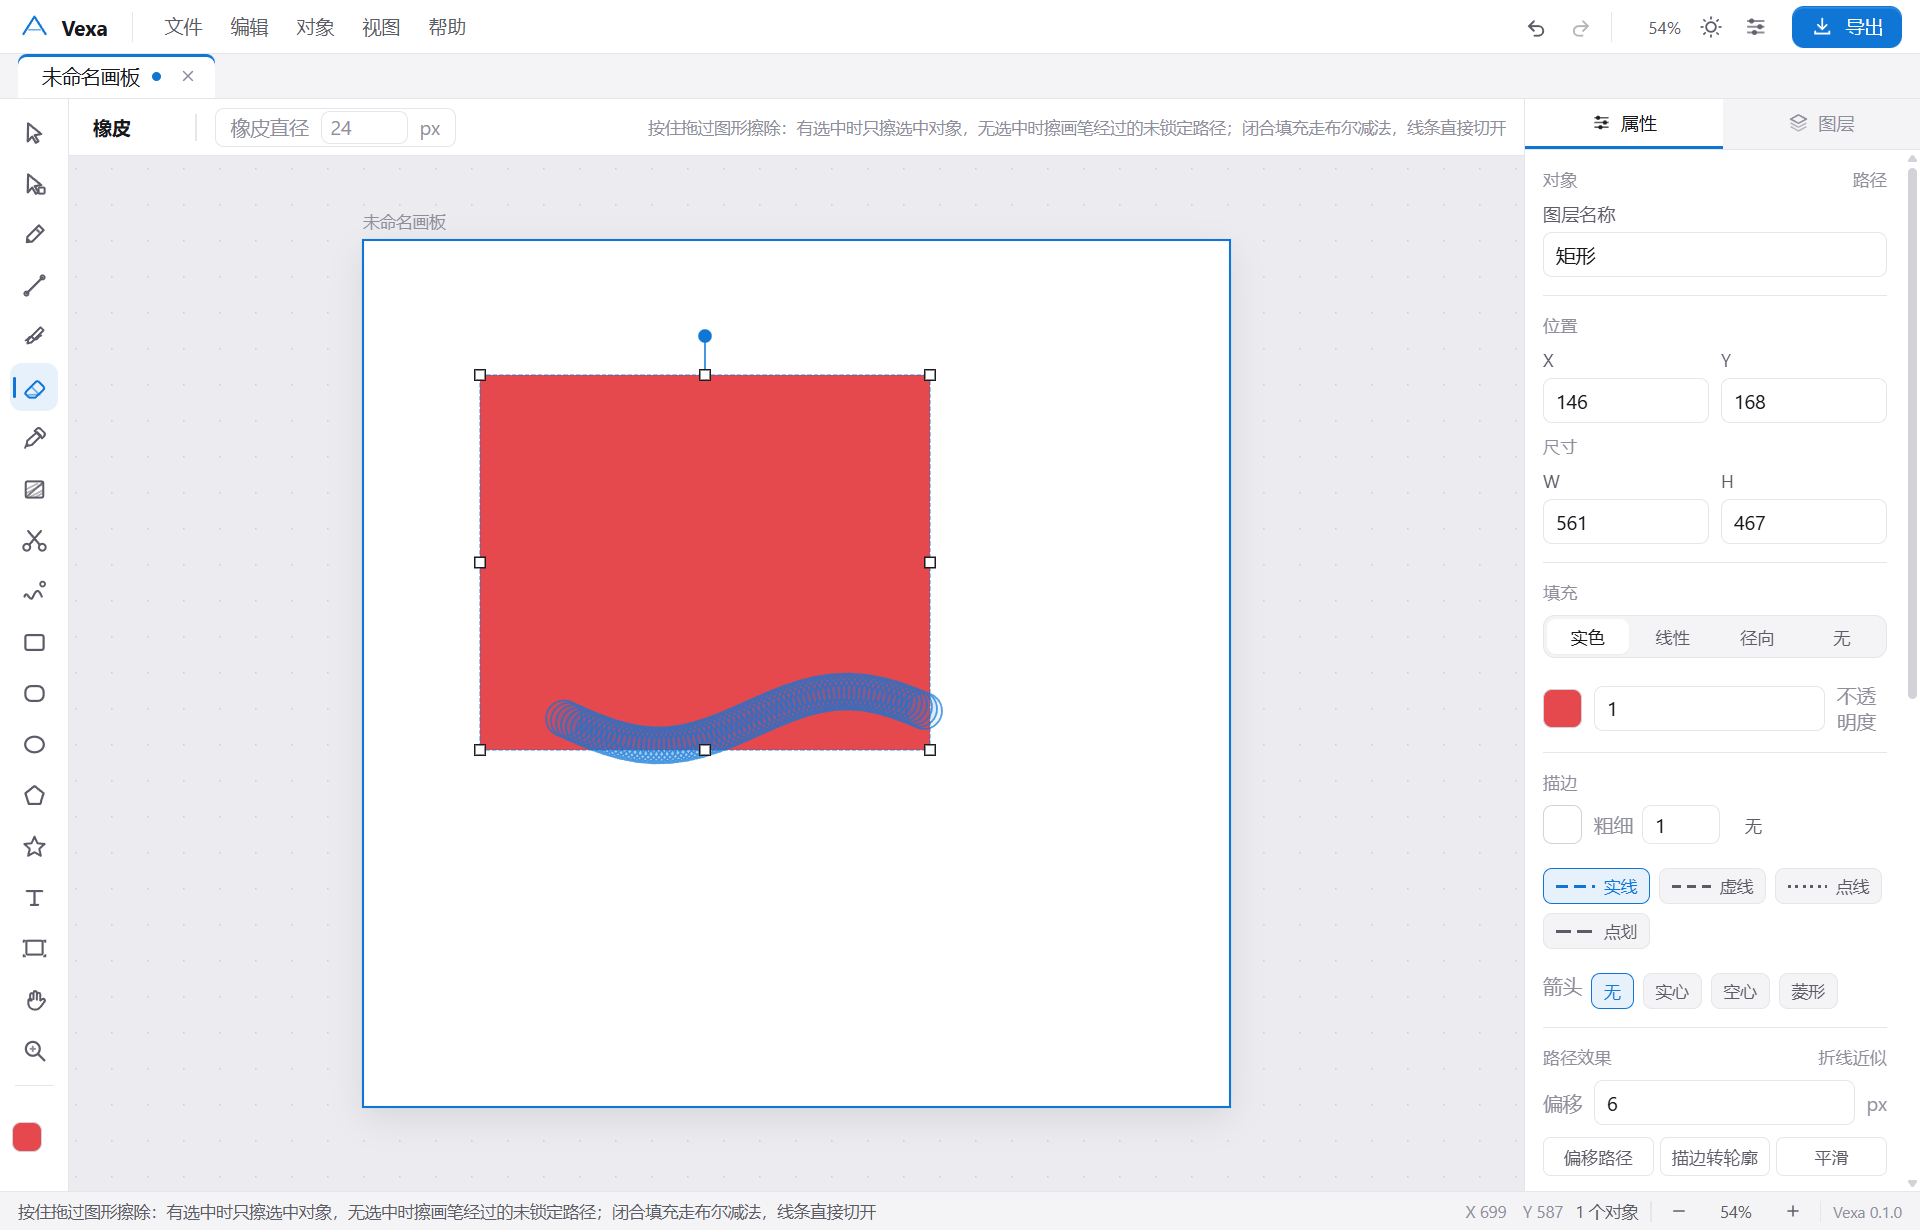 Vexa
文件 编辑 对象 视图 帮助
54%
导出
未命名画板
橡皮
橡皮直径 24 px
按住拖过图形擦除：有选中时只擦选中对象，无选中时擦画笔经过的未锁定路径；闭合填充走布尔减法，线条直接切开
属性 图层
未命名画板
对象 路径
图层名称
矩形
位置
X Y
146 168
尺寸
W H
561 467
填充
实色 线性 径向 无
1 不透明度
描边
粗细 1 无
实线 虚线 点线
点划
箭头 无 实心 空心 菱形
路径效果 折线近似
偏移 6 px
偏移路径 描边转轮廓 平滑
按住拖过图形擦除：有选中时只擦选中对象，无选中时擦画笔经过的未锁定路径；闭合填充走布尔减法，线条直接切开
X 699 Y 587 1 个对象 54% Vexa 0.1.0